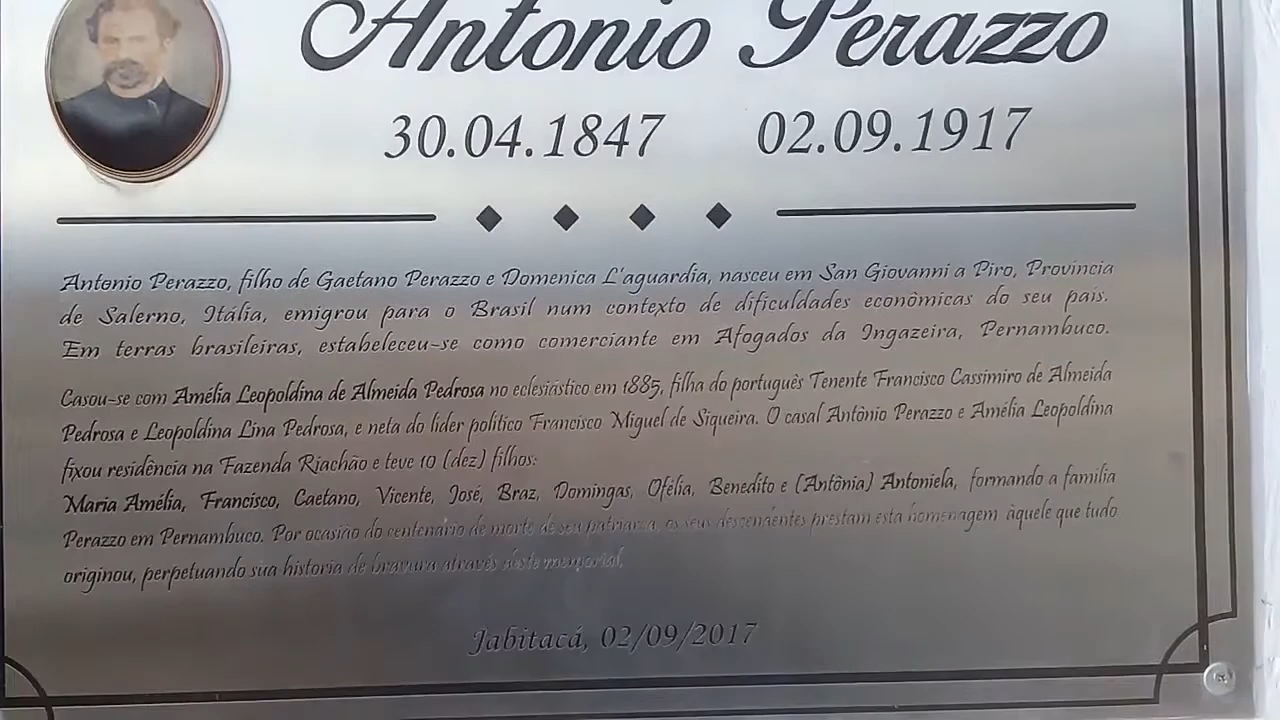 Antonio Perazzo
30.04.1847 02.09.1917
Antonio Perazzo, filho de Gaetano Perazzo e Domenica L'aguardia, nasceu em San Giovanni a Piro, Província
de Salerno, Itália, emigrou para o Brasil num contexto de dificuldades econômicas do seu país.
Em terras brasileiras, estabeleceu-se como comerciante em Afogados da Ingazeira, Pernambuco.
Casou-se com Amélia Leopoldina de Almeida Pedrosa no eclesiástico em 1885, filha do português Tenente Francisco Cassimiro de Almeida
Pedrosa e Leopoldina Lina Pedrosa, e neta do líder político Francisco Miguel de Siqueira. O casal Antônio Perazzo e Amélia Leopoldina
fixou residência na Fazenda Riachão e teve 10 (dez) filhos:
Maria Amélia, Francisco, Caetano, Vicente, José, Braz, Domingas, Ofélia, Benedito e (Antônia) Antoniela, formando a família
Perazzo em Pernambuco. Por ocasião do centenário de morte de seu patriarca, os seus descendentes prestam esta homenagem àquele que tudo
originou, perpetuando sua historia de bravura através deste memorial.
Jabitacá, 02/09/2017